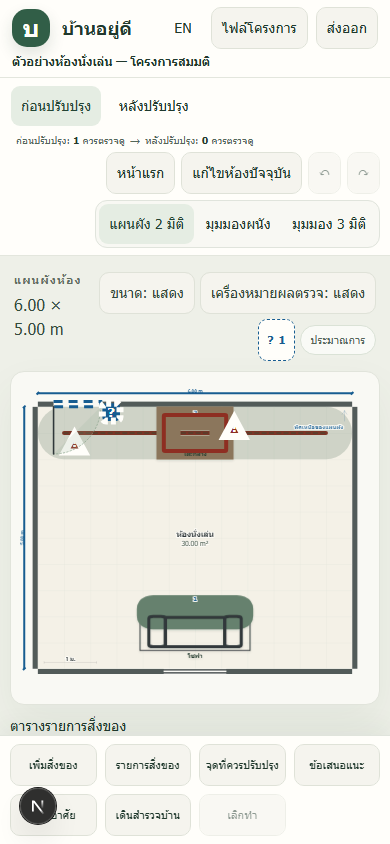 บ บ้านอยู่ดี EN ไฟล์โครงการ ส่งออก
ตัวอย่างห้องนั่งเล่น — โครงการสมมติ
ก่อนปรับปรุง หลังปรับปรุง
ก่อนปรับปรุง: 1 ควรตรวจดู → หลังปรับปรุง: 0 ควรตรวจดู
หน้าแรก แก้ไขห้องปัจจุบัน
แผนผัง 2 มิติ มุมมองผนัง มุมมอง 3 มิติ
แผนผังห้อง
6.00 ×
5.00 m
ขนาด: แสดง เครื่องหมายผลตรวจ: แสดง
? 1 ประมาณการ
6.00 m
ห้องนั่งเล่น
30.00 m²
โซฟา
1 ม.
ตารางรายการสิ่งของ
เพิ่มสิ่งของ รายการสิ่งของ จุดที่ควรปรับปรุง ข้อเสนอแนะ
N าศัย เดินสำรวจบ้าน เลิกทำ